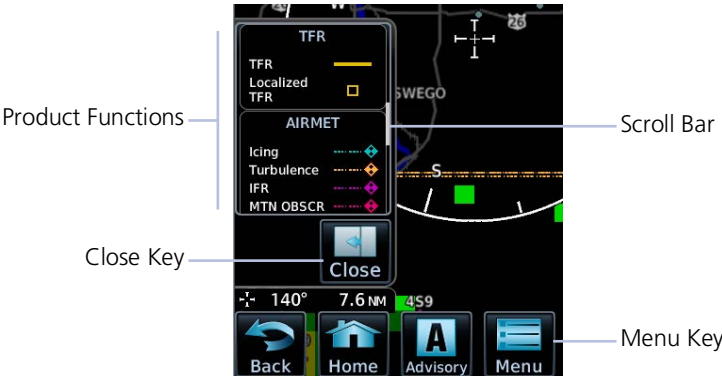 W
26
TFR
TFR
Localized
TFR
SWEGO
Product Functions
AIRMET
Scroll Bar
Icing
Turbulence
S
IFR
MTN OBSCR
Close Key
Close
140° 7.6 NM
4S9
Menu Key
Back
Home
A
Advisory
Menu